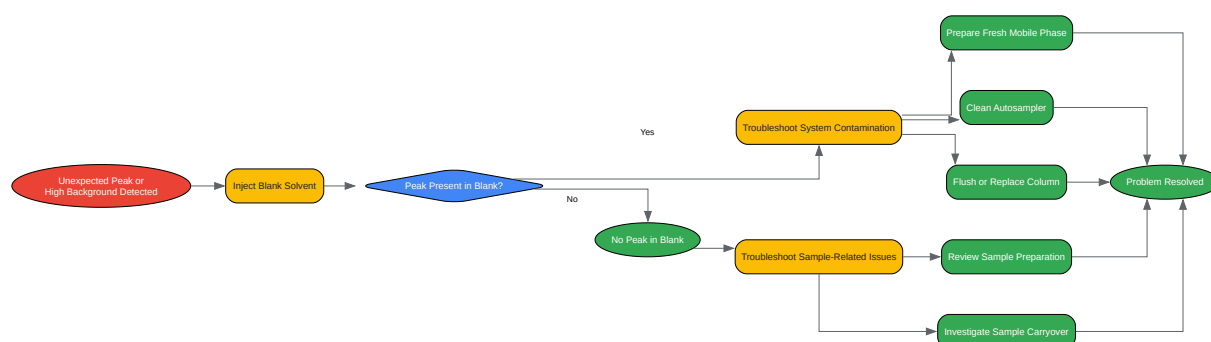 Unexpected Peak or
High Background Detected
Inject Blank Solvent
Peak Present in Blank?
Yes
No
No Peak in Blank
Troubleshoot System Contamination
Troubleshoot Sample-Related Issues
Prepare Fresh Mobile Phase
Clean Autosampler
Flush or Replace Column
Review Sample Preparation
Investigate Sample Carryover
Problem Resolved